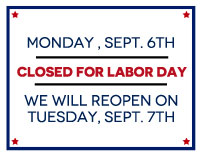 MONDAY , SEPT. 6TH
CLOSED FOR LABOR DAY
WE WILL REOPEN ON
TUESDAY, SEPT. 7TH